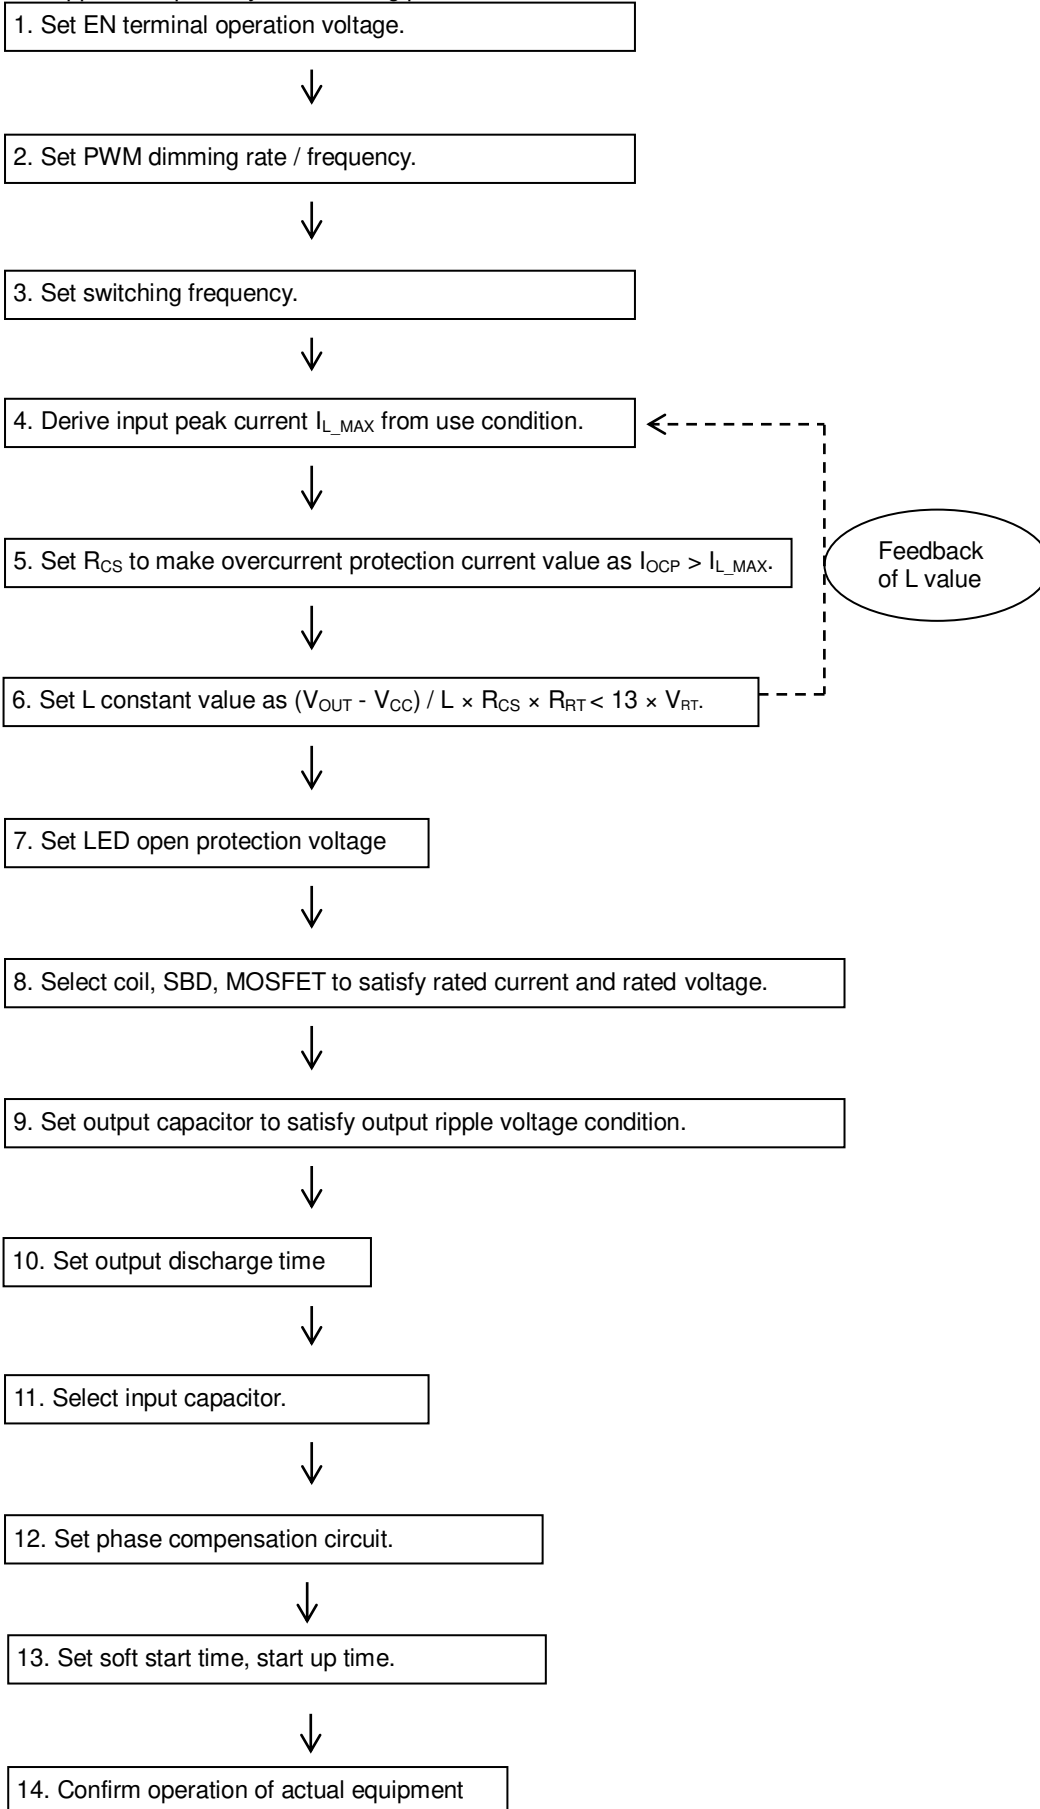 1. Set EN terminal operation voltage.
2. Set PWM dimming rate / frequency.
3. Set switching frequency.
4. Derive input peak current I_L_MAX from use condition.
5. Set R_CS to make overcurrent protection current value as I_OCP > I_L_MAX.
Feedback
of L value
6. Set L constant value as (V_OUT - V_CC) / L × R_CS × R_RT < 13 × V_RT.
7. Set LED open protection voltage
8. Select coil, SBD, MOSFET to satisfy rated current and rated voltage.
9. Set output capacitor to satisfy output ripple voltage condition.
10. Set output discharge time
11. Select input capacitor.
12. Set phase compensation circuit.
13. Set soft start time, start up time.
14. Confirm operation of actual equipment